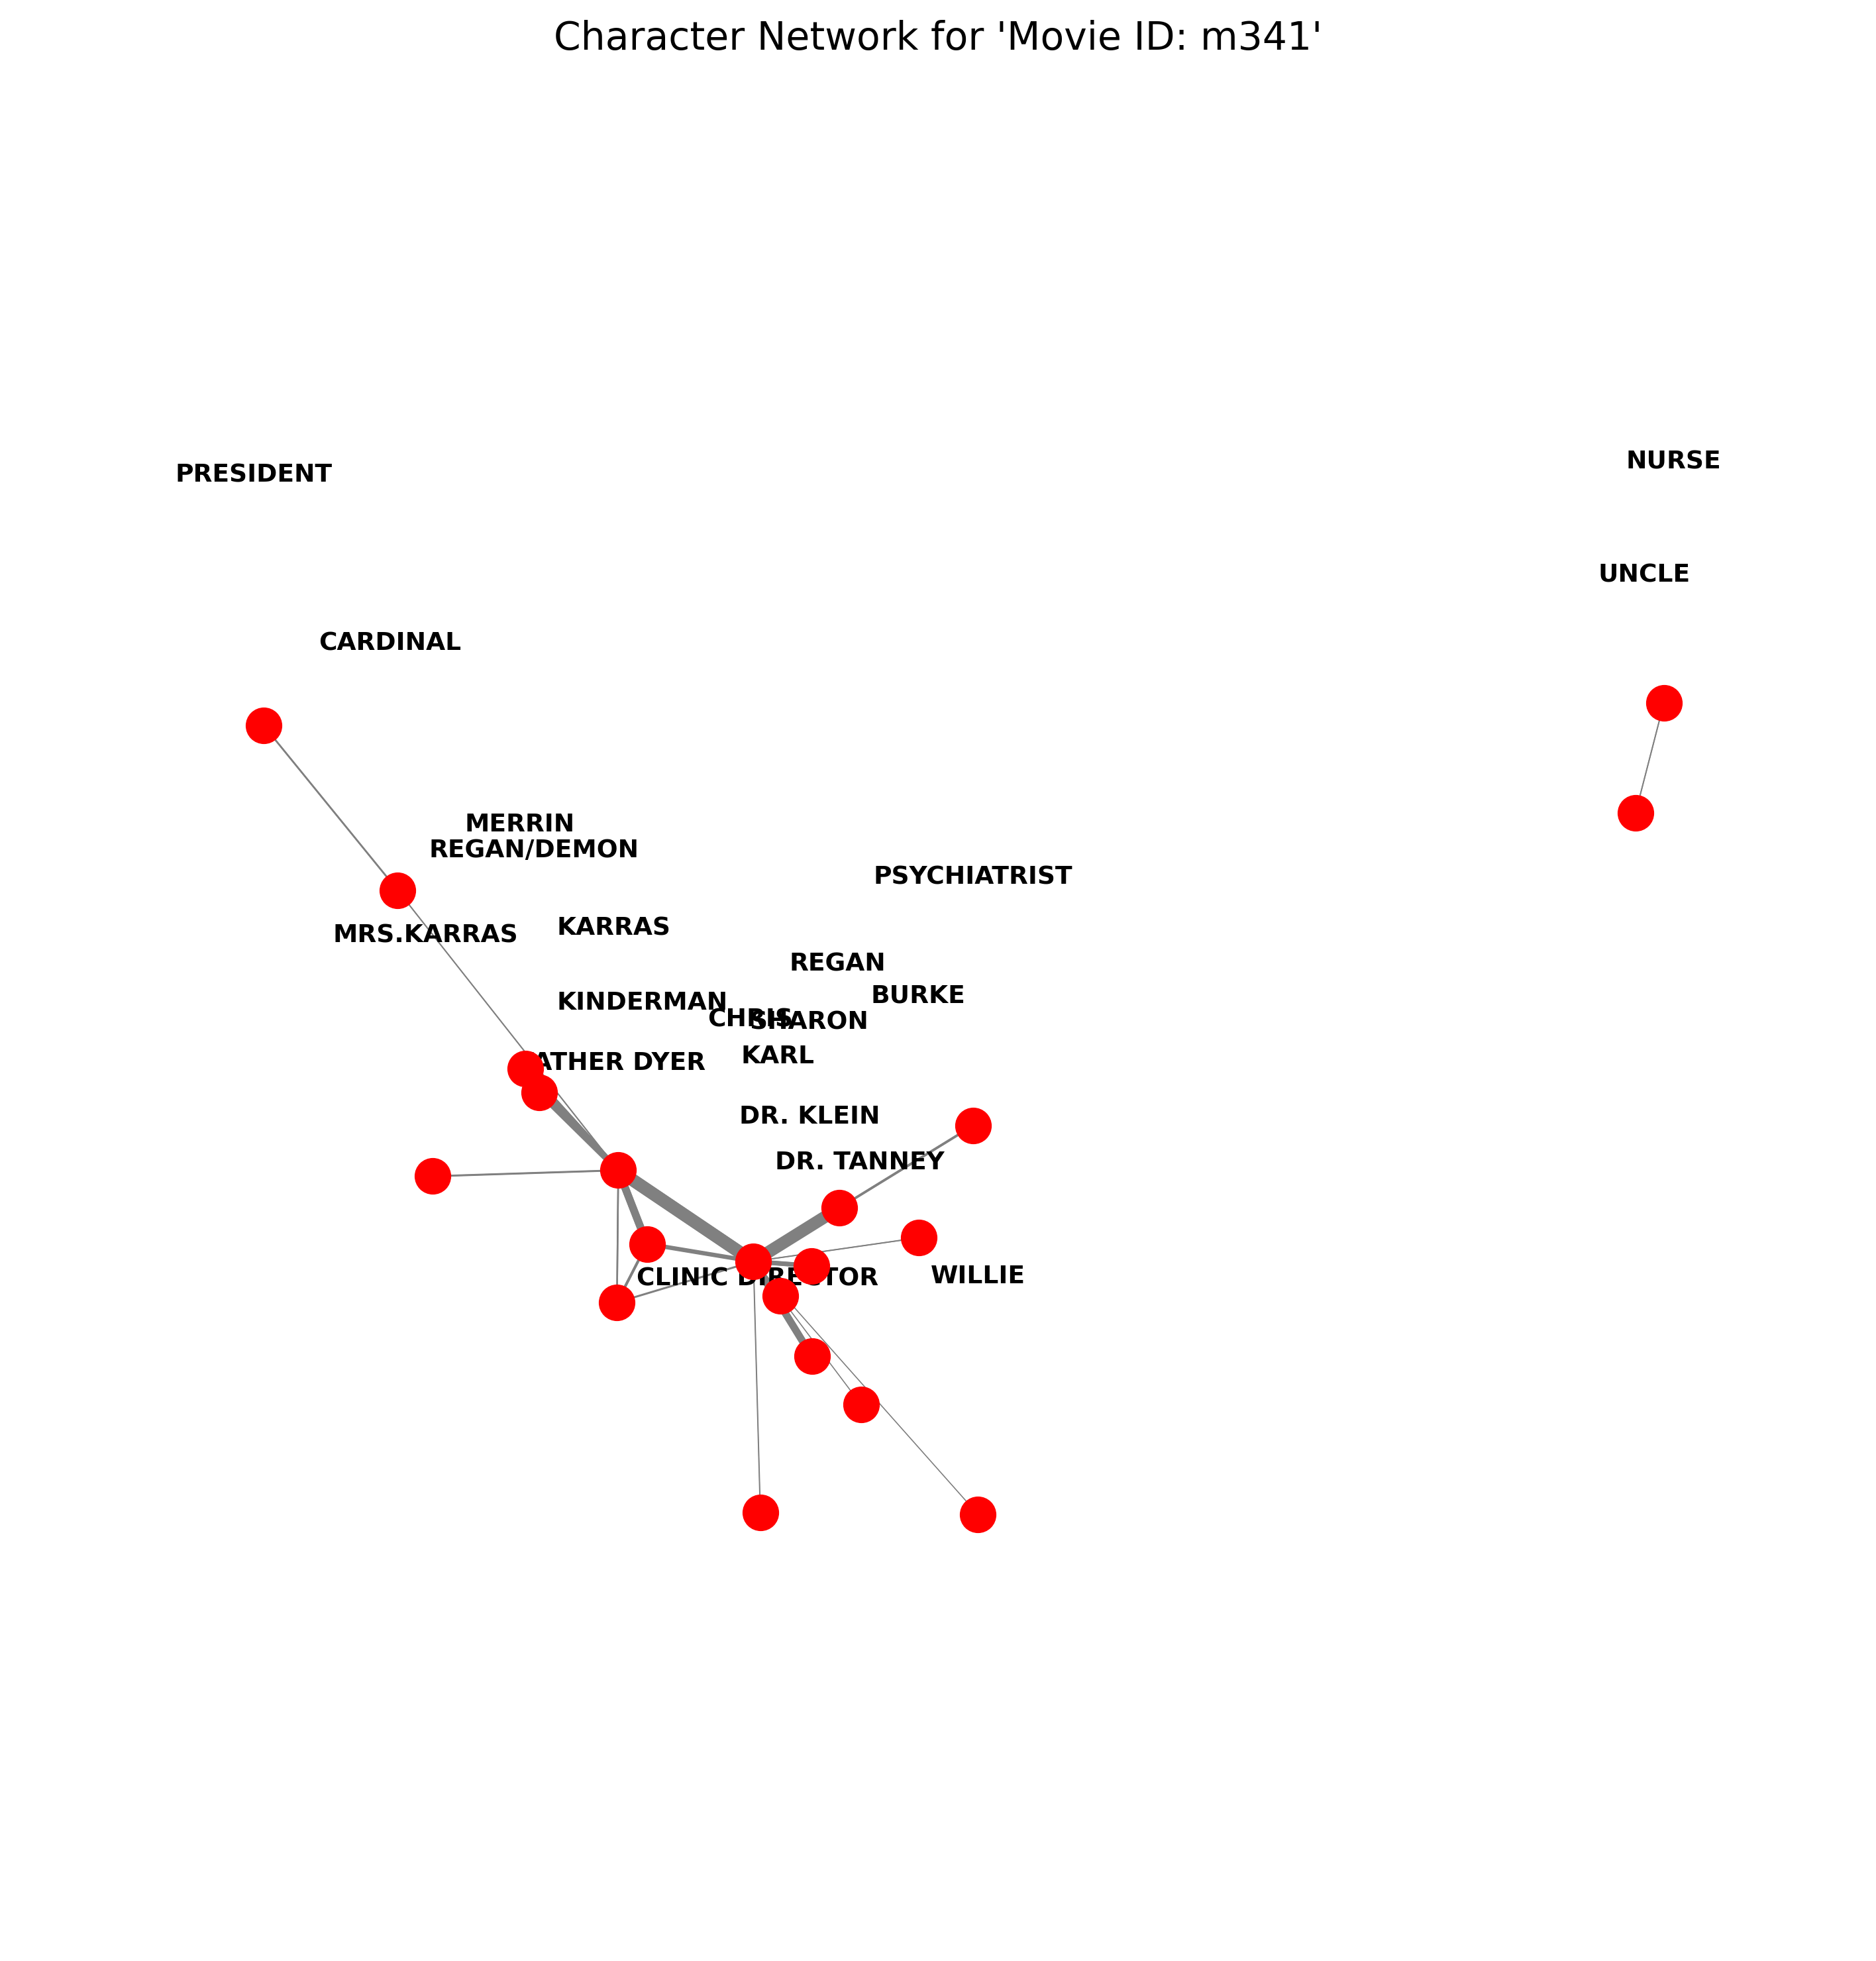 Character Network for 'Movie ID: m341'
NURSE
PRESIDENT
UNCLE
CARDINAL
MERRIN
REGAN/DEMON
PSYCHIATRIST
KARRAS
MRS.KARRAS
REGAN
BURKE
KINDERMAN
CHRIS
SHARON
KARL
ATHER DYER
DR. KLEIN
DR. TANNEY
WILLIE
CLINIC DIRECTOR